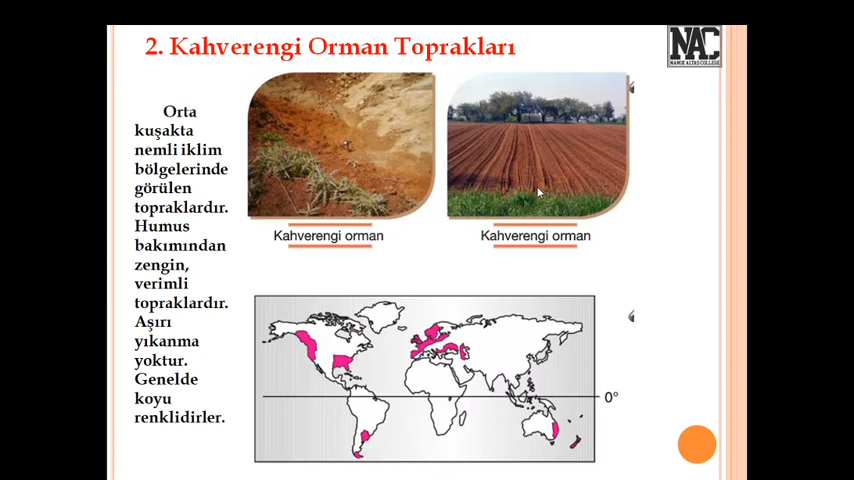 2. Kahverengi Orman Toprakları
NAC
NAMIK ALTAS COLLEGE
Orta
kuşakta
nemli iklim
bölgelerinde
görülen
topraklardır.
Humus
bakımından
zengin,
verimli
topraklardır.
Aşırı
yıkanma
yoktur.
Genelde
koyu
renklidirler.
Kahverengi orman
Kahverengi orman
0°